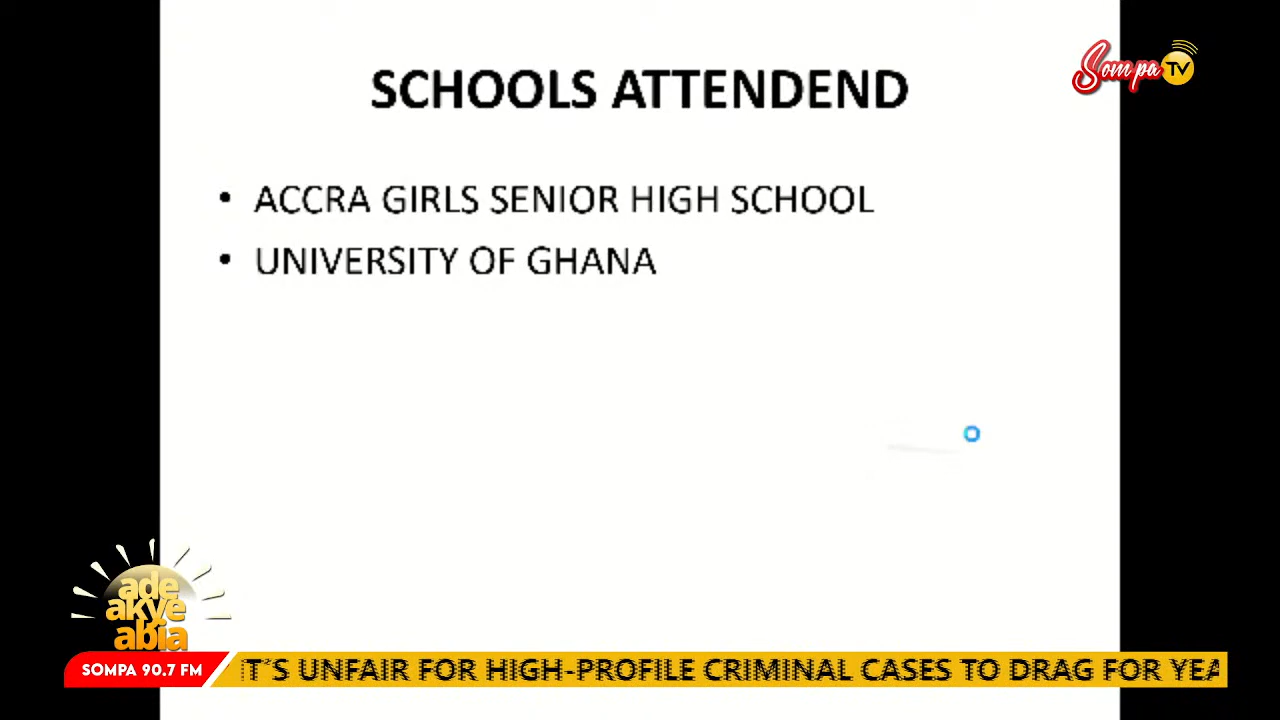 SCHOOLS ATTENDEND
Sompa TV
• ACCRA GIRLS SENIOR HIGH SCHOOL
• UNIVERSITY OF GHANA
ade
akye
abia
SOMPA 90.7 FM
IT'S UNFAIR FOR HIGH-PROFILE CRIMINAL CASES TO DRAG FOR YEA